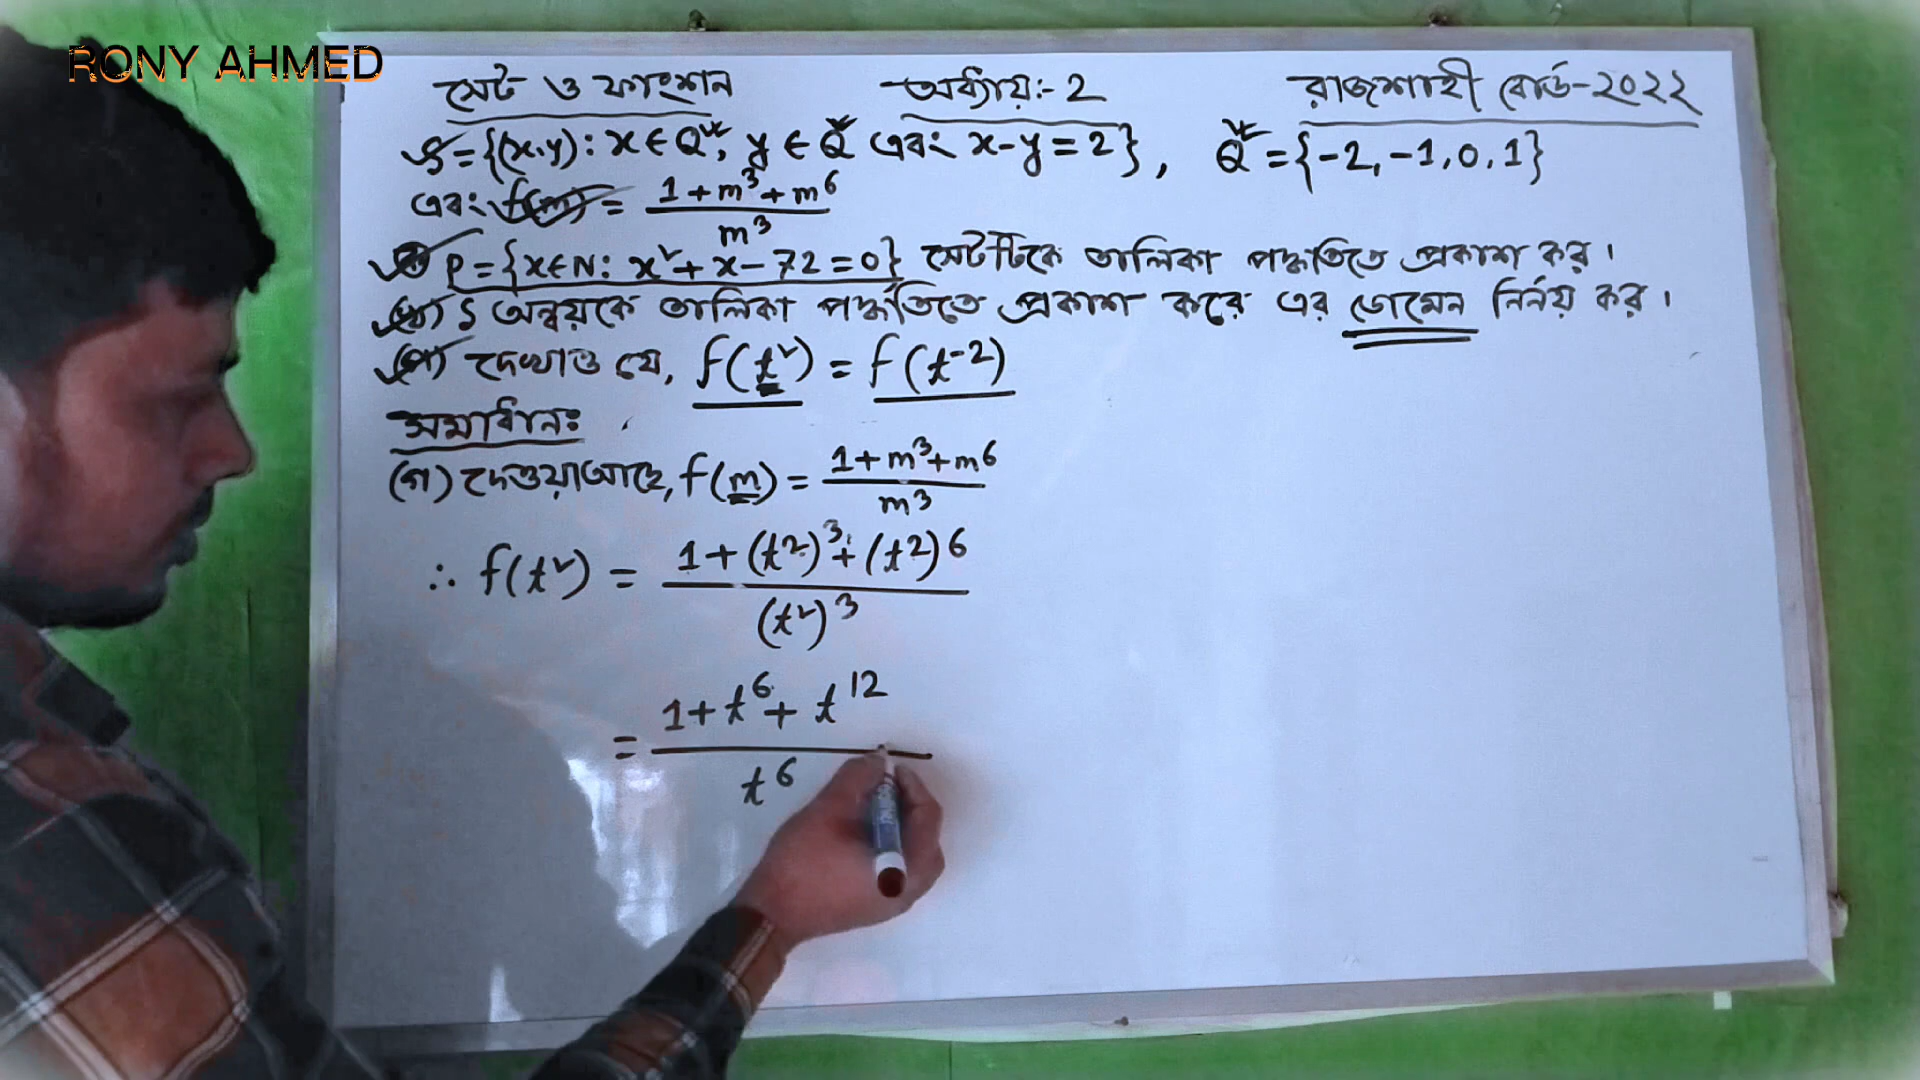 RONY AHMED
সেট ও ফাংশন অধ্যায়:- 2 রাজশাহী বোর্ড-২০২২
S={(x,y): x∈Q*, y∈Q* এবং x-y=2}, Q*={-2,-1,0,1}
এবং f(m) = (1+m³+m⁶)/m³
P={x∈N: x²+x-72=0} সেটটিকে তালিকা পদ্ধতিতে প্রকাশ কর।
(খ) S অন্বয়কে তালিকা পদ্ধতিতে প্রকাশ করে এর ডোমেন নির্নয় কর।
(গ) দেখাও যে, f(t²) = f(t⁻²)
সমাধানঃ
(গ) দেওয়া আছে, f(m) = (1+m³+m⁶)/m³
∴ f(t²) = (1+(t²)³+(t²)⁶)/(t²)³
= (1+t⁶+t¹²)/t⁶